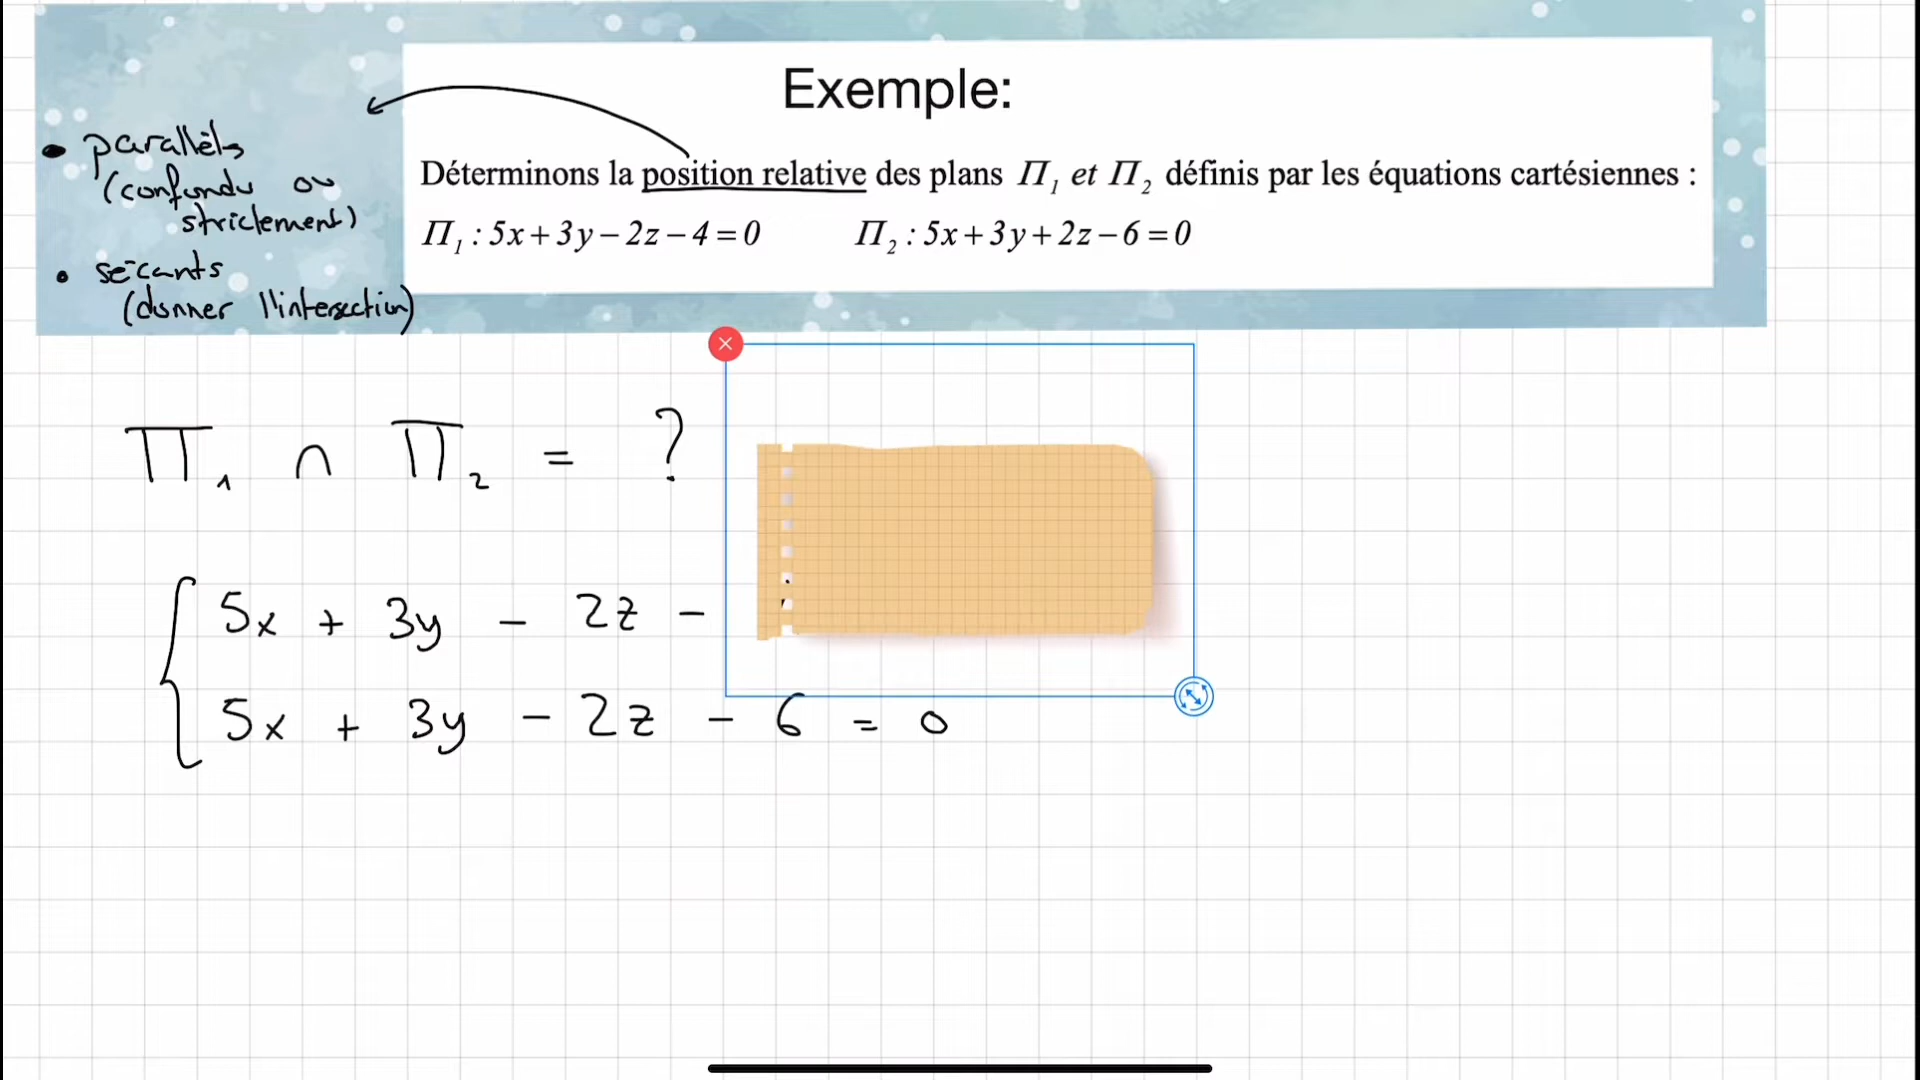 Exemple:
Déterminons la position relative des plans Π₁ et Π₂ définis par les équations cartésiennes :
Π₁ : 5x + 3y − 2z − 4 = 0 Π₂ : 5x + 3y + 2z − 6 = 0
• parallèls
(confondu ou
strictement)
• sécants
(donner l'intersection)
Π₁ ∩ Π₂ = ?
5x + 3y − 2z −
5x + 3y − 2z − 6 = 0